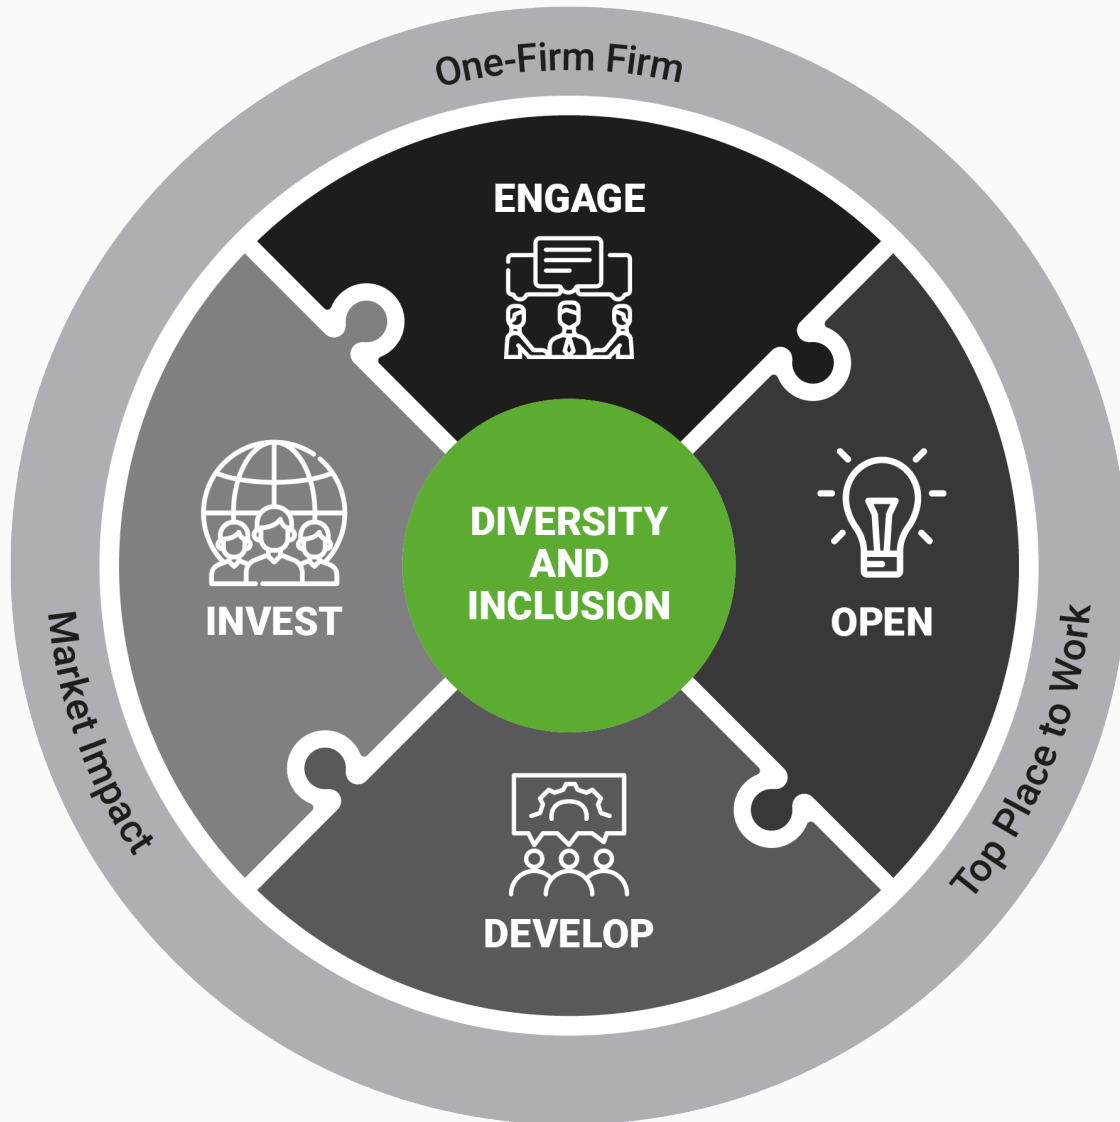 One-Firm Firm
ENGAGE
DIVERSITY
AND
INCLUSION
INVEST
OPEN
Market Impact
Top Place to Work
DEVELOP